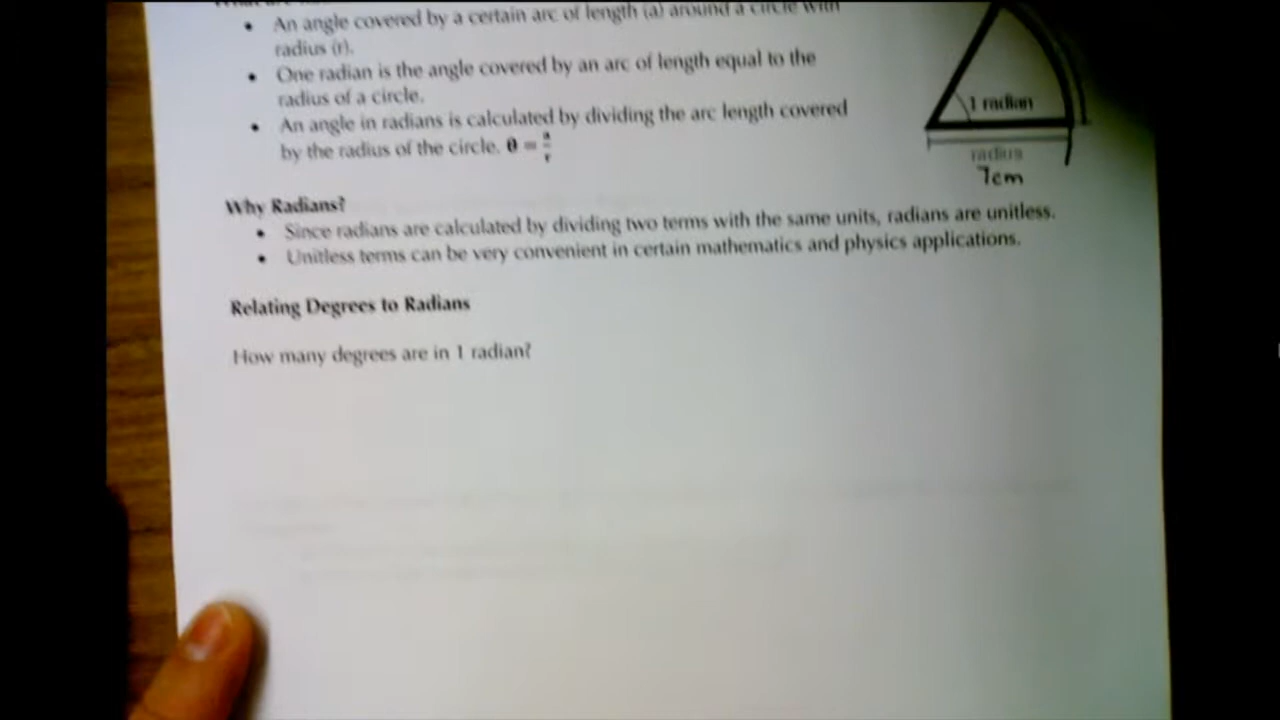 An angle covered by a certain arc of length (a) around a circle with
radius (r).
One radian is the angle covered by an arc of length equal to the
radius of a circle.
An angle in radians is calculated by dividing the arc length covered
by the radius of the circle. θ = a/r
1 radian
radius
7cm
Why Radians?
Since radians are calculated by dividing two terms with the same units, radians are unitless.
Unitless terms can be very convenient in certain mathematics and physics applications.
Relating Degrees to Radians
How many degrees are in 1 radian?